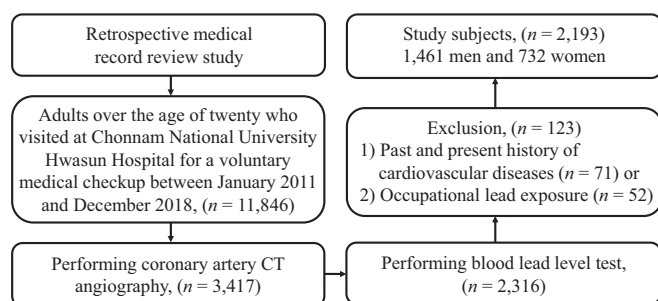 Retrospective medical
record review study
Adults over the age of twenty who
visited at Chonnam National University
Hwasun Hospital for a voluntary
medical checkup between January 2011
and December 2018, (n = 11,846)
Performing coronary artery CT
angiography, (n = 3,417)
Performing blood lead level test,
(n = 2,316)
Exclusion, (n = 123)
1) Past and present history of
cardiovascular diseases (n = 71) or
2) Occupational lead exposure (n = 52)
Study subjects, (n = 2,193)
1,461 men and 732 women